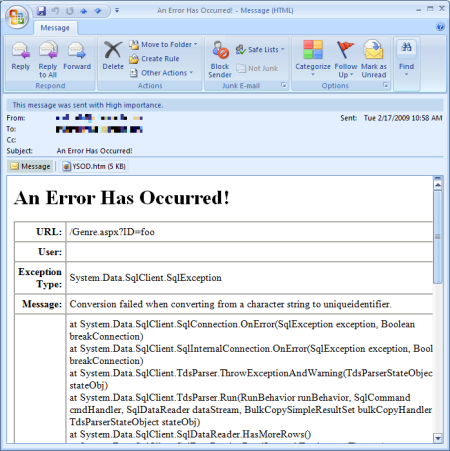 An Error Has Occurred! - Message (HTML)
Message
Reply
Reply to All
Forward
Respond
Delete
Move to Folder
Create Rule
Other Actions
Actions
Block Sender
Safe Lists
Not Junk
Junk E-mail
Categorize
Follow Up
Mark as Unread
Options
Find
This message was sent with High importance.
From:
Sent: Tue 2/17/2009 10:58 AM
To:
Cc:
Subject: An Error Has Occurred!
Message
YSOD.htm (5 KB)
An Error Has Occurred!
URL: /Genre.aspx?ID=foo
User:
Exception Type: System.Data.SqlClient.SqlException
Message: Conversion failed when converting from a character string to uniqueidentifier.
at System.Data.SqlClient.SqlConnection.OnError(SqlException exception, Boolean
breakConnection)
at System.Data.SqlClient.SqlInternalConnection.OnError(SqlException exception, Bool
breakConnection)
at System.Data.SqlClient.TdsParser.ThrowExceptionAndWarning(TdsParserStateObjec
stateObj)
at System.Data.SqlClient.TdsParser.Run(RunBehavior runBehavior, SqlCommand
cmdHandler, SqlDataReader dataStream, BulkCopySimpleResultSet bulkCopyHandler
TdsParserStateObject stateObj)
at System.Data.SqlClient.SqlDataReader.HasMoreRows()